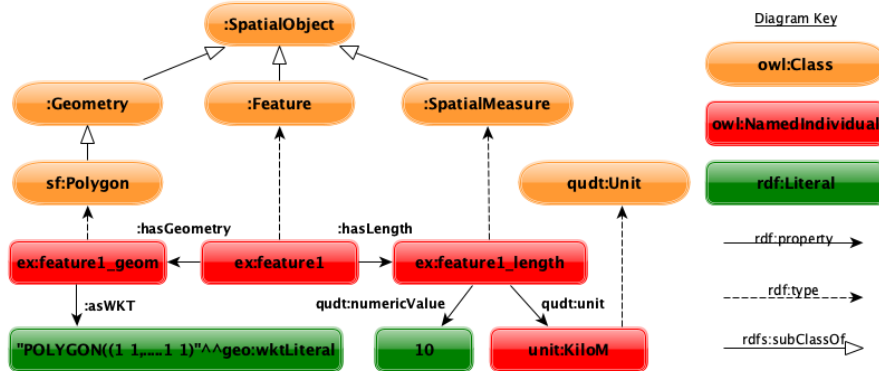 :SpatialObject
Diagram Key
owl:Class
:Geometry
:Feature
:SpatialMeasure
owl:NamedIndividual
sf:Polygon
qudt:Unit
rdf:Literal
:hasGeometry
:hasLength
rdf:property
ex:feature1_geom
ex:feature1
ex:feature1_length
:asWKT
qudt:numericValue
qudt:unit
rdf:type
"POLYGON((1 1,....1 1)"^^geo:wktLiteral
10
unit:KiloM
rdfs:subClassOf